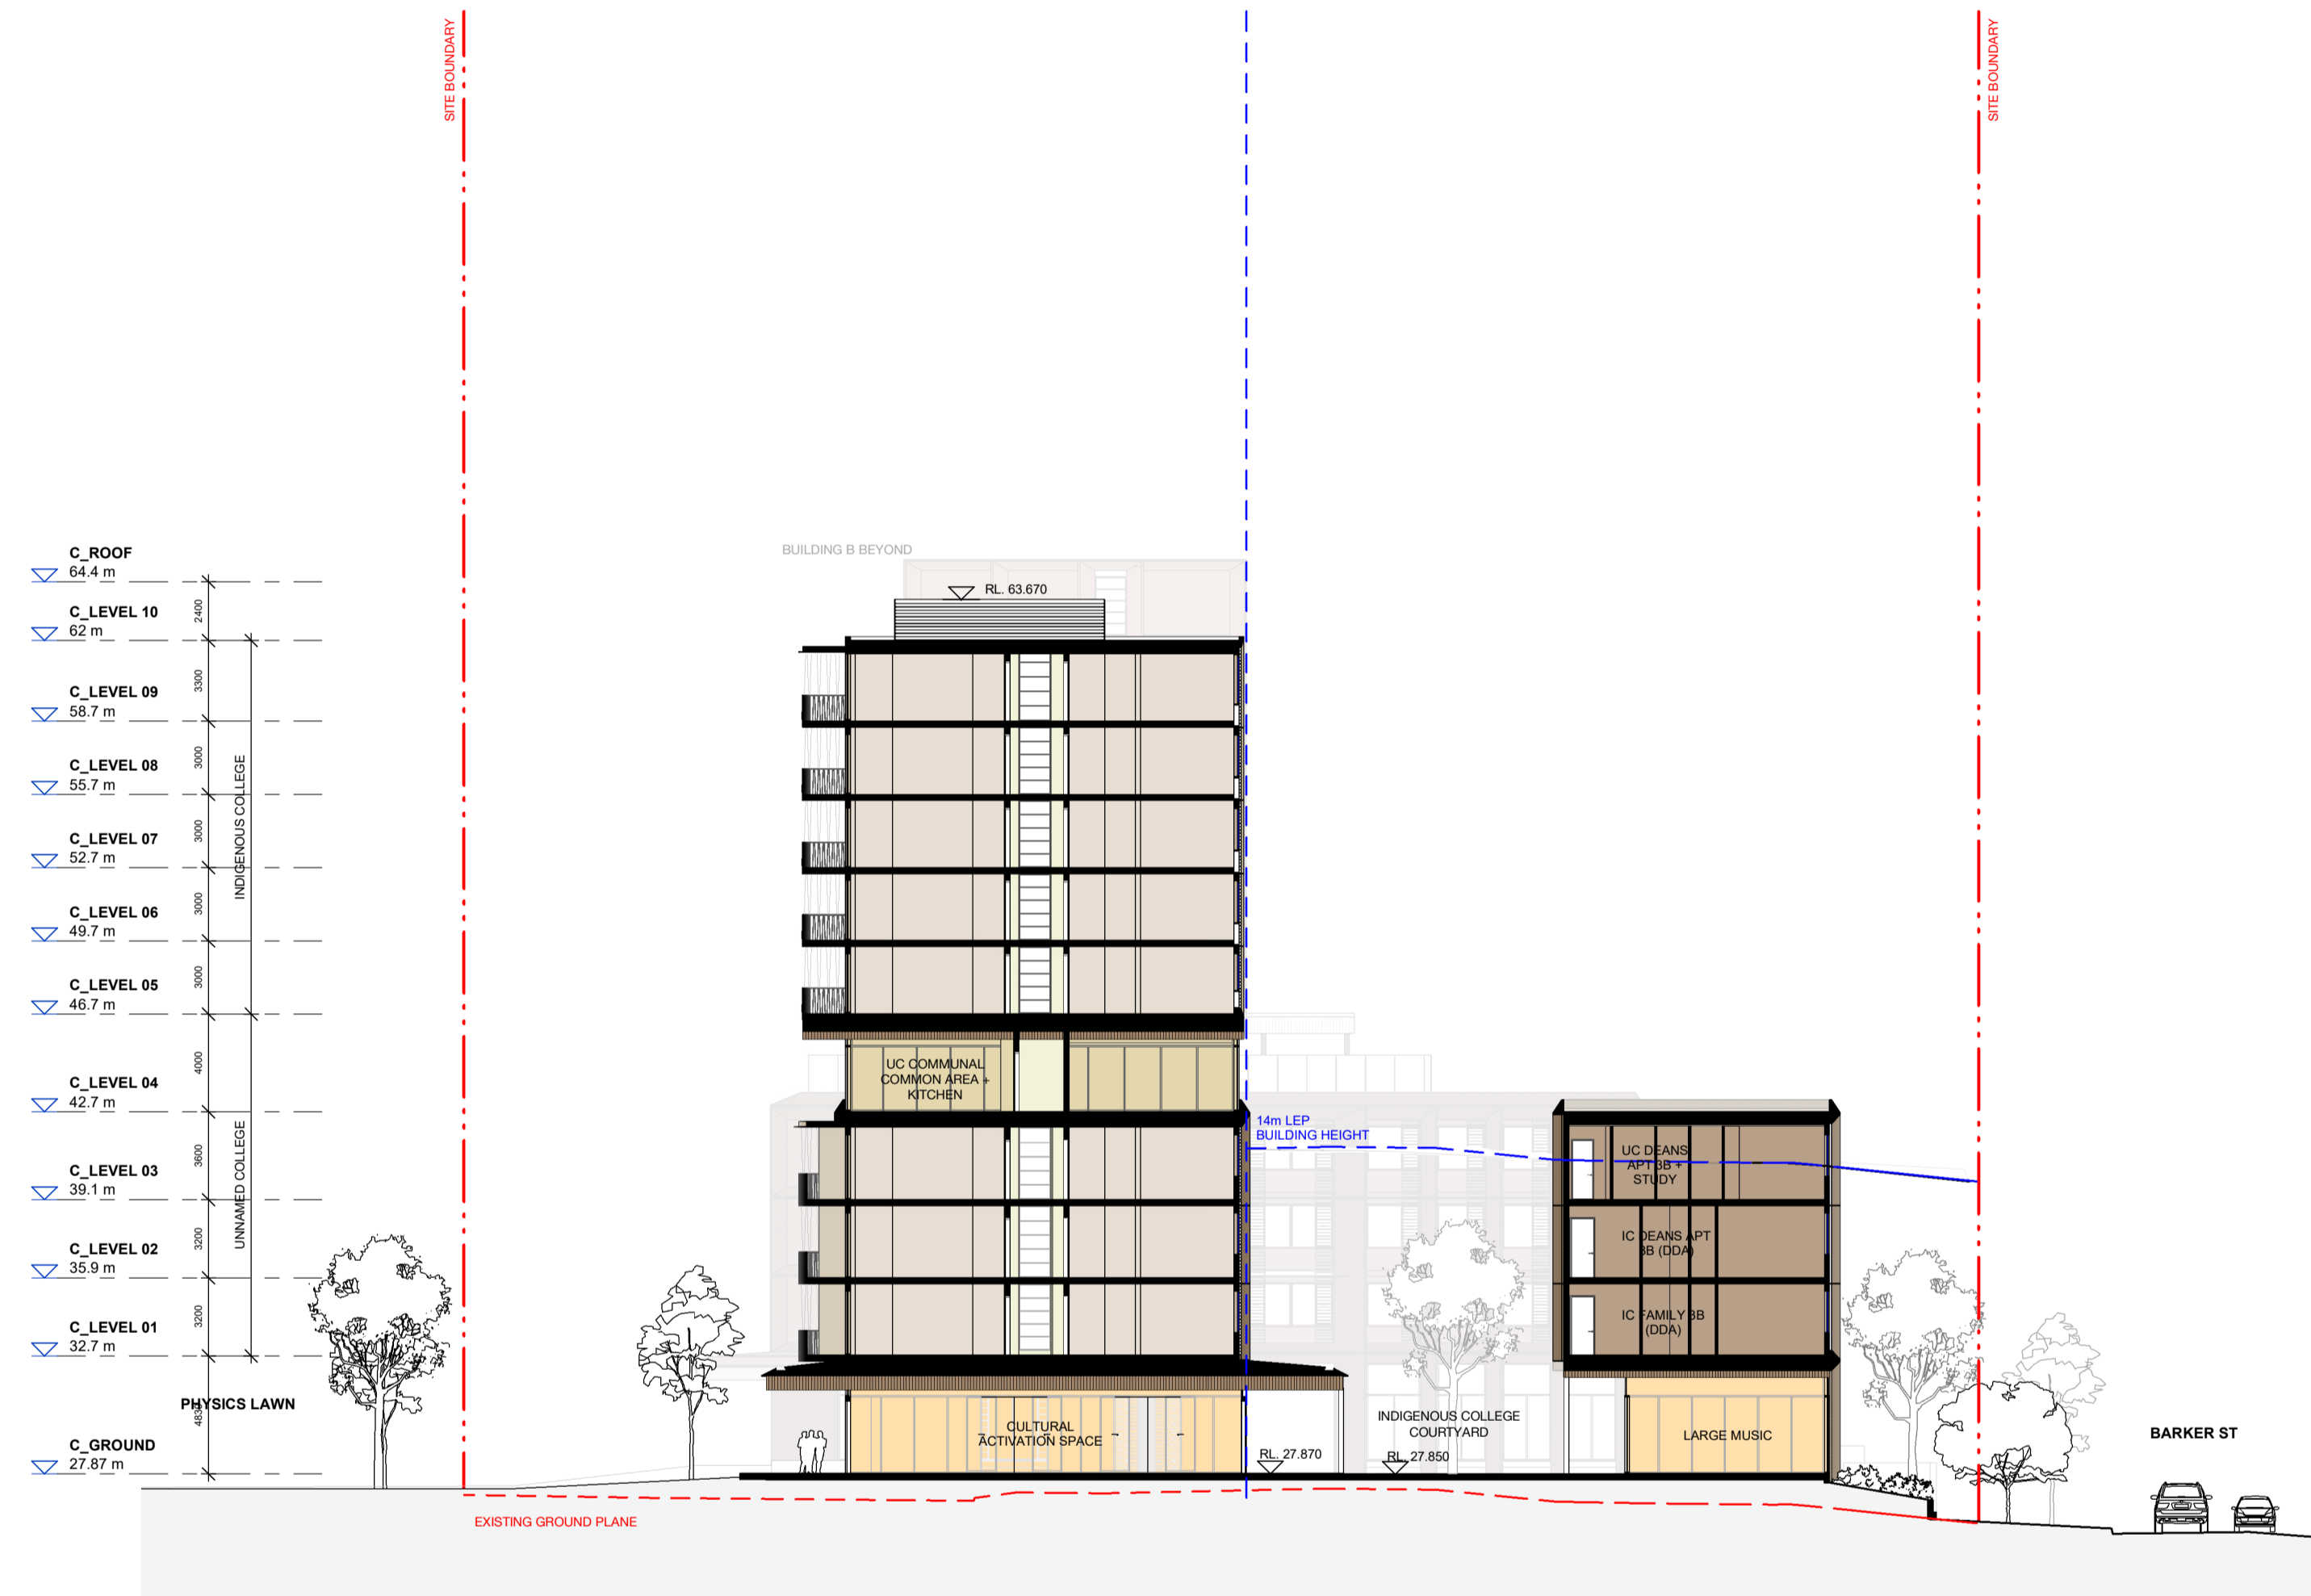 SITE BOUNDARY
SITE BOUNDARY
BUILDING B BEYOND
RL. 63.670
C_ROOF
64.4 m
2400
C_LEVEL 10
62 m
3300
C_LEVEL 09
58.7 m
3000
C_LEVEL 08
55.7 m
3000
C_LEVEL 07
52.7 m
3000
C_LEVEL 06
49.7 m
3000
C_LEVEL 05
46.7 m
INDIGENOUS COLLEGE
4000
C_LEVEL 04
42.7 m
3600
C_LEVEL 03
39.1 m
3200
C_LEVEL 02
35.9 m
3200
C_LEVEL 01
32.7 m
UNNAMED COLLEGE
PHYSICS LAWN
C_GROUND
27.87 m
UC COMMUNAL
COMMON AREA +
KITCHEN
14m LEP
BUILDING HEIGHT
UC DEANS
APT 3B +
STUDY
IC DEANS APT
3B (DDA)
IC FAMILY 3B
(DDA)
CULTURAL
ACTIVATION SPACE
INDIGENOUS COLLEGE
COURTYARD
RL. 27.870
RL. 27.850
LARGE MUSIC
BARKER ST
EXISTING GROUND PLANE